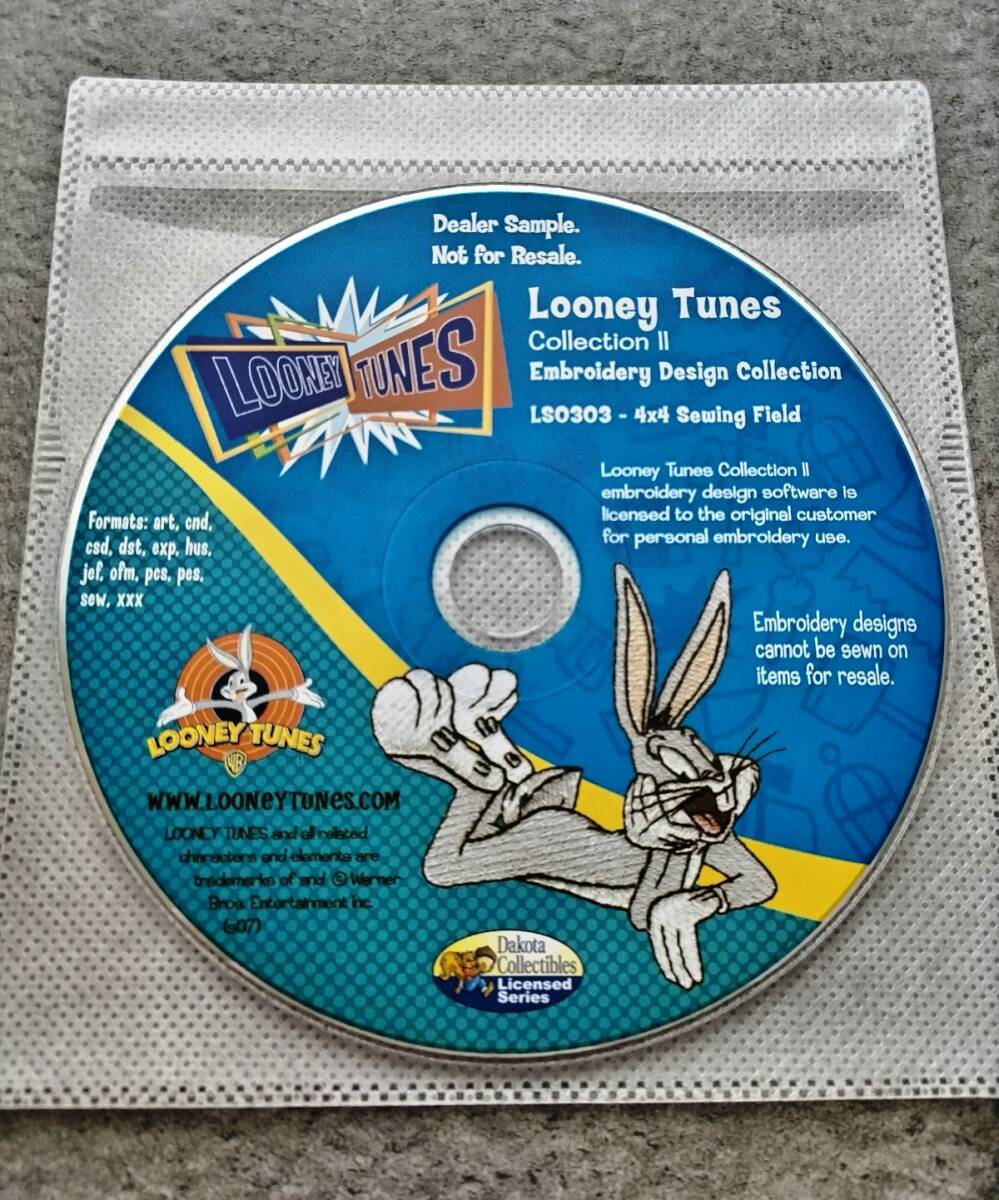 Dealer Sample.
Not for Resale.
LOONEY TUNES
Looney Tunes
Collection II
Embroidery Design Collection
LS0303 - 4x4 Sewing Field
Looney Tunes Collection II
embroidery design software is
licensed to the original customer
for personal embroidery use.
Formats: art, cnd,
csd, dst, exp, hus,
jef, ofm, pcs, pes,
sew, xxx
Embroidery designs
cannot be sewn on
items for resale.
LOONEY TUNES
WB
WWW.LOONEYTUNES.COM
LOONEY TUNES and all related
characters and elements are
trademarks of and © Warner
Bros. Entertainment Inc.
(s07)
Dakota
Collectibles
Licensed
Series